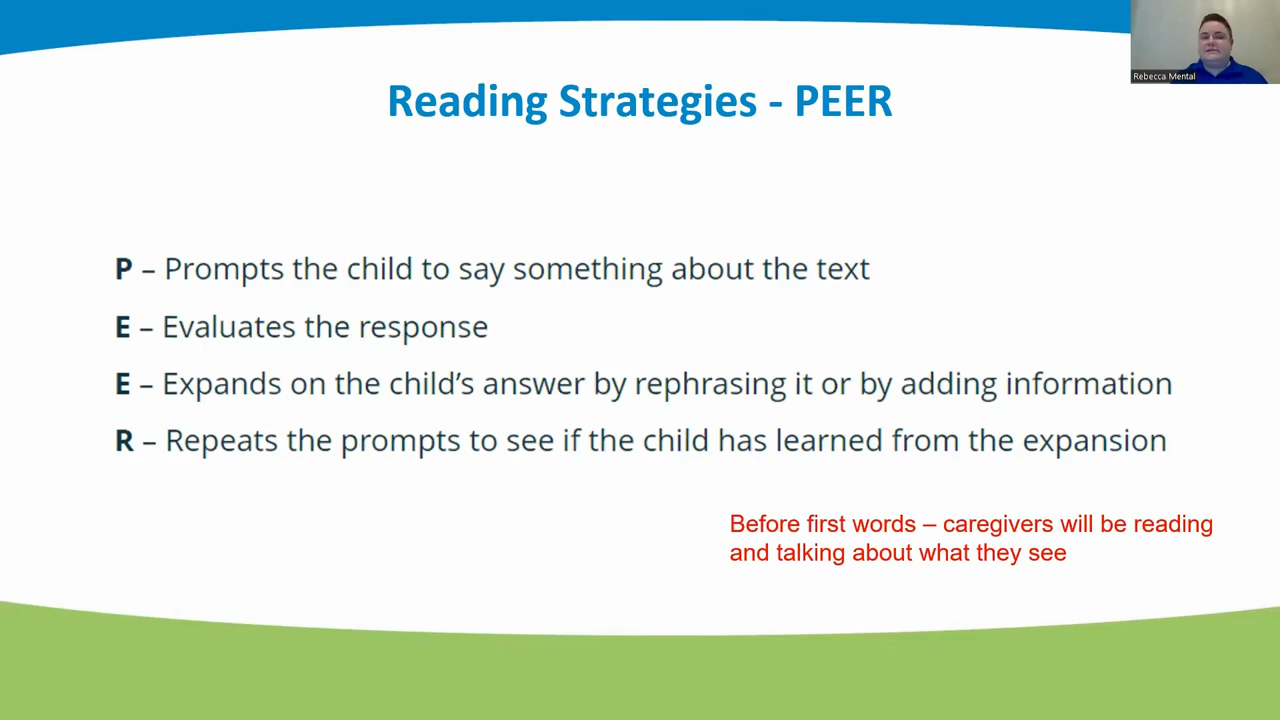 Rebecca Mental
Reading Strategies - PEER
P – Prompts the child to say something about the text
E – Evaluates the response
E – Expands on the child’s answer by rephrasing it or by adding information
R – Repeats the prompts to see if the child has learned from the expansion
Before first words – caregivers will be reading
and talking about what they see